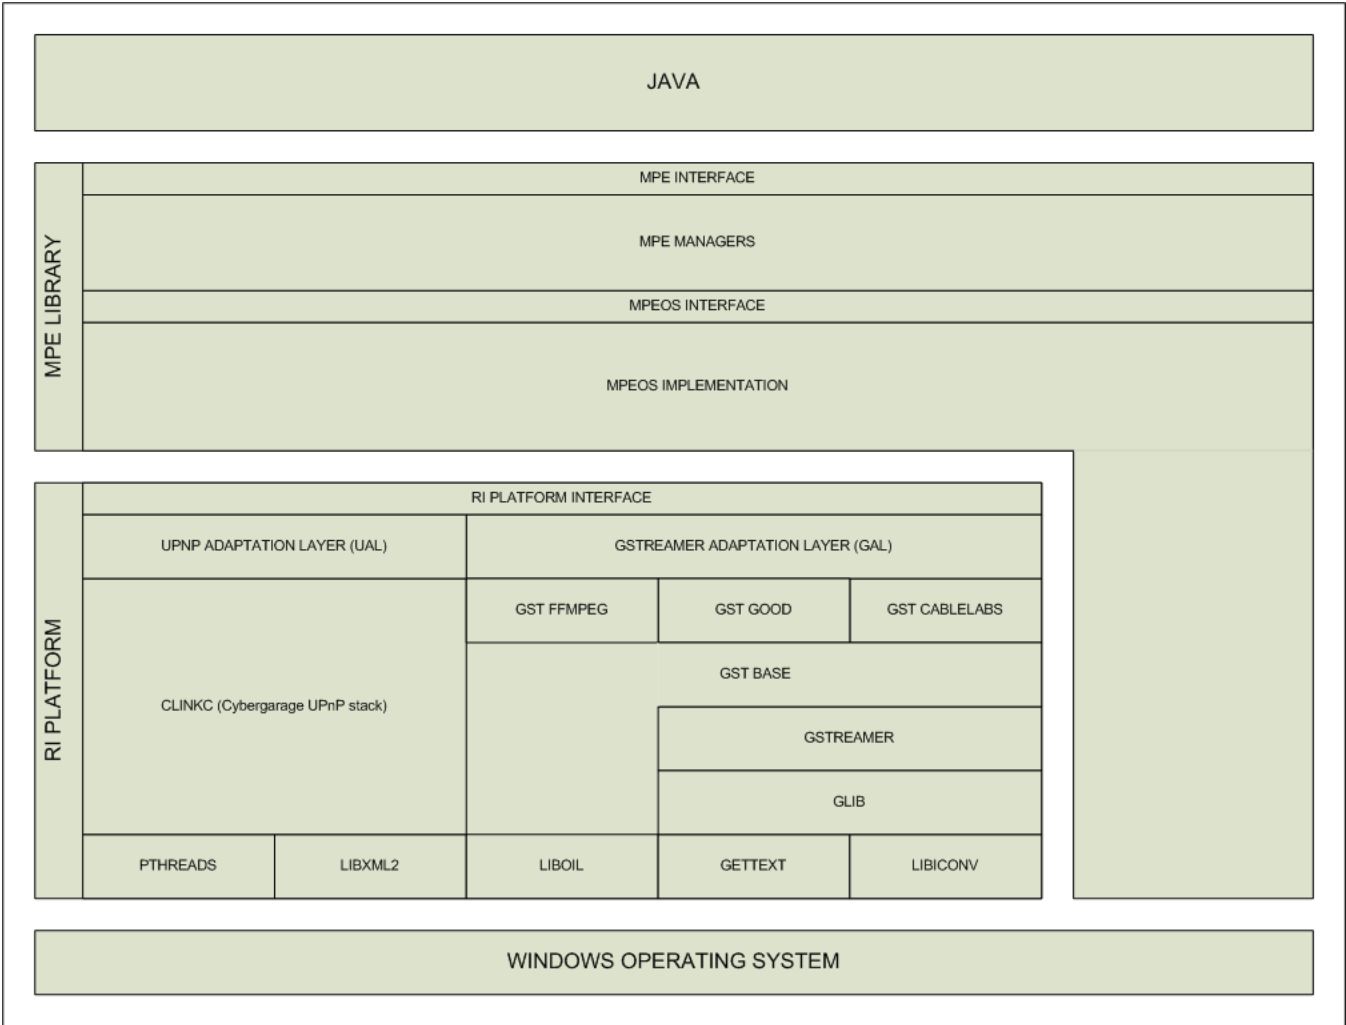 JAVA
MPE LIBRARY
MPE INTERFACE
MPE MANAGERS
MPEOS INTERFACE
MPEOS IMPLEMENTATION
RI PLATFORM
RI PLATFORM INTERFACE
UPNP ADAPTATION LAYER (UAL)
GSTREAMER ADAPTATION LAYER (GAL)
GST FFMPEG
GST GOOD
GST CABLELABS
GST BASE
CLINKC (Cybergarage UPnP stack)
GSTREAMER
GLIB
PTHREADS
LIBXML2
LIBOIL
GETTEXT
LIBICONV
WINDOWS OPERATING SYSTEM